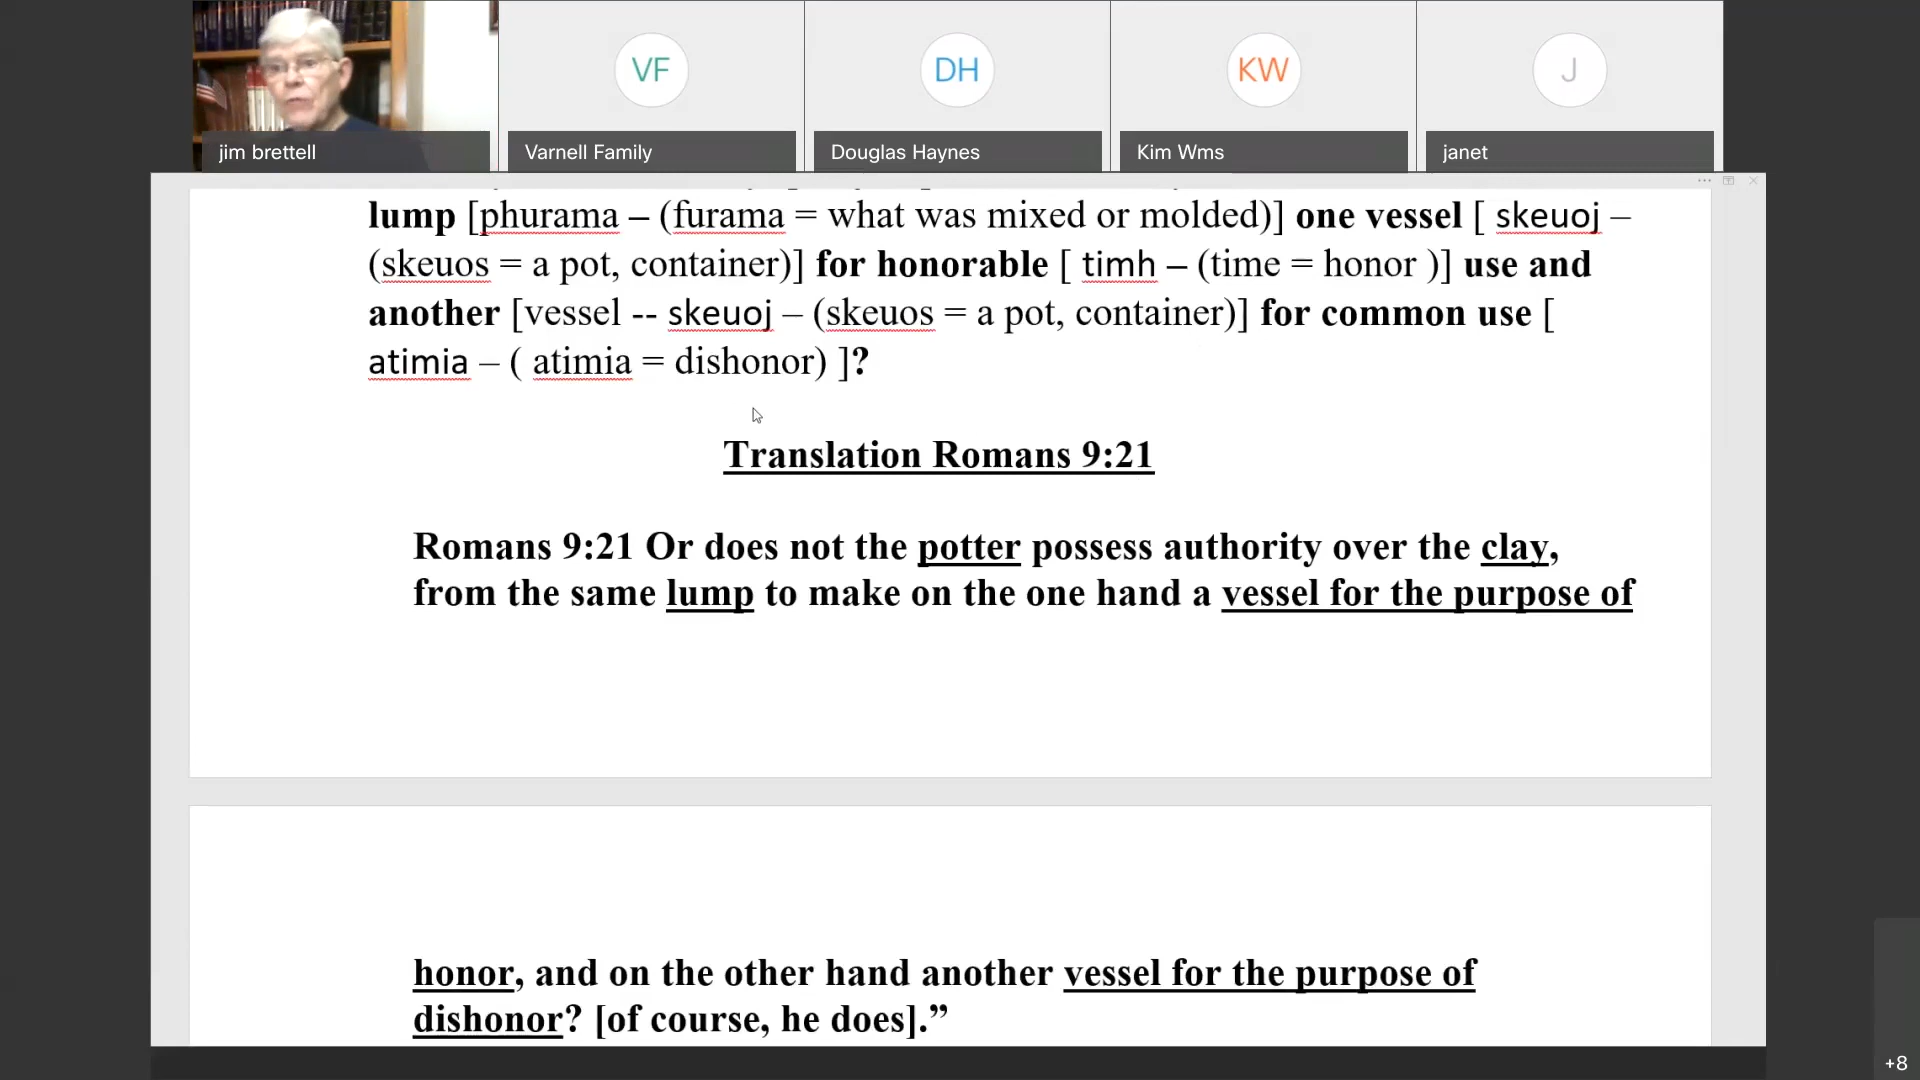 VF
DH
KW
J
jim brettell
Varnell Family
Douglas Haynes
Kim Wms
janet
lump [phurama – (furama = what was mixed or molded)] one vessel [ skeuoj –
(skeuos = a pot, container)] for honorable [ timh – (time = honor )] use and
another [vessel -- skeuoj – (skeuos = a pot, container)] for common use [
atimia – ( atimia = dishonor) ]?
Translation Romans 9:21
Romans 9:21 Or does not the potter possess authority over the clay,
from the same lump to make on the one hand a vessel for the purpose of
honor, and on the other hand another vessel for the purpose of
dishonor? [of course, he does].”
+8